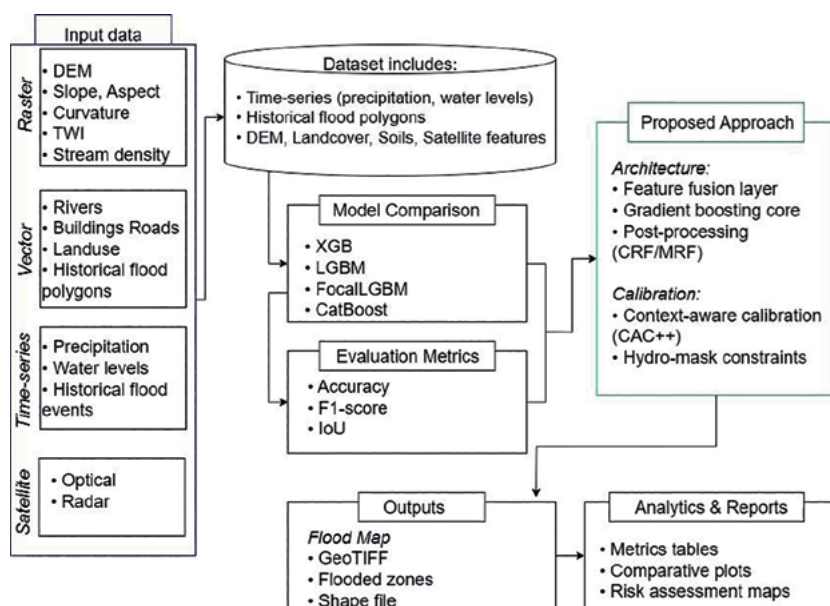 Input data
Raster
• DEM
• Slope, Aspect
• Curvature
• TWI
• Stream density
Vector
• Rivers
• Buildings Roads
• Landuse
• Historical flood
polygons
Time-series
• Precipitation
• Water levels
• Historical flood
events
Satellite
• Optical
• Radar
Dataset includes:
• Time-series (precipitation, water levels)
• Historical flood polygons
• DEM, Landcover, Soils, Satellite features
Model Comparison
• XGB
• LGBM
• FocalLGBM
• CatBoost
Evaluation Metrics
• Accuracy
• F1-score
• IoU
Proposed Approach
Architecture:
• Feature fusion layer
• Gradient boosting core
• Post-processing
(CRF/MRF)
Calibration:
• Context-aware calibration
(CAC++)
• Hydro-mask constraints
Outputs
Flood Map
• GeoTIFF
• Flooded zones
• Shape file
Analytics & Reports
• Metrics tables
• Comparative plots
• Risk assessment maps